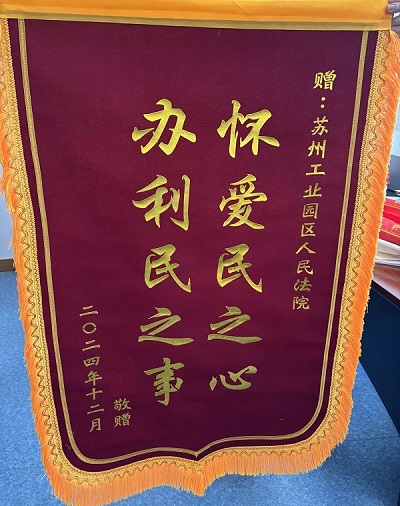 赠：苏州工业园区人民法院
怀爱民之心
办利民之事
敬赠
二〇二四年十二月